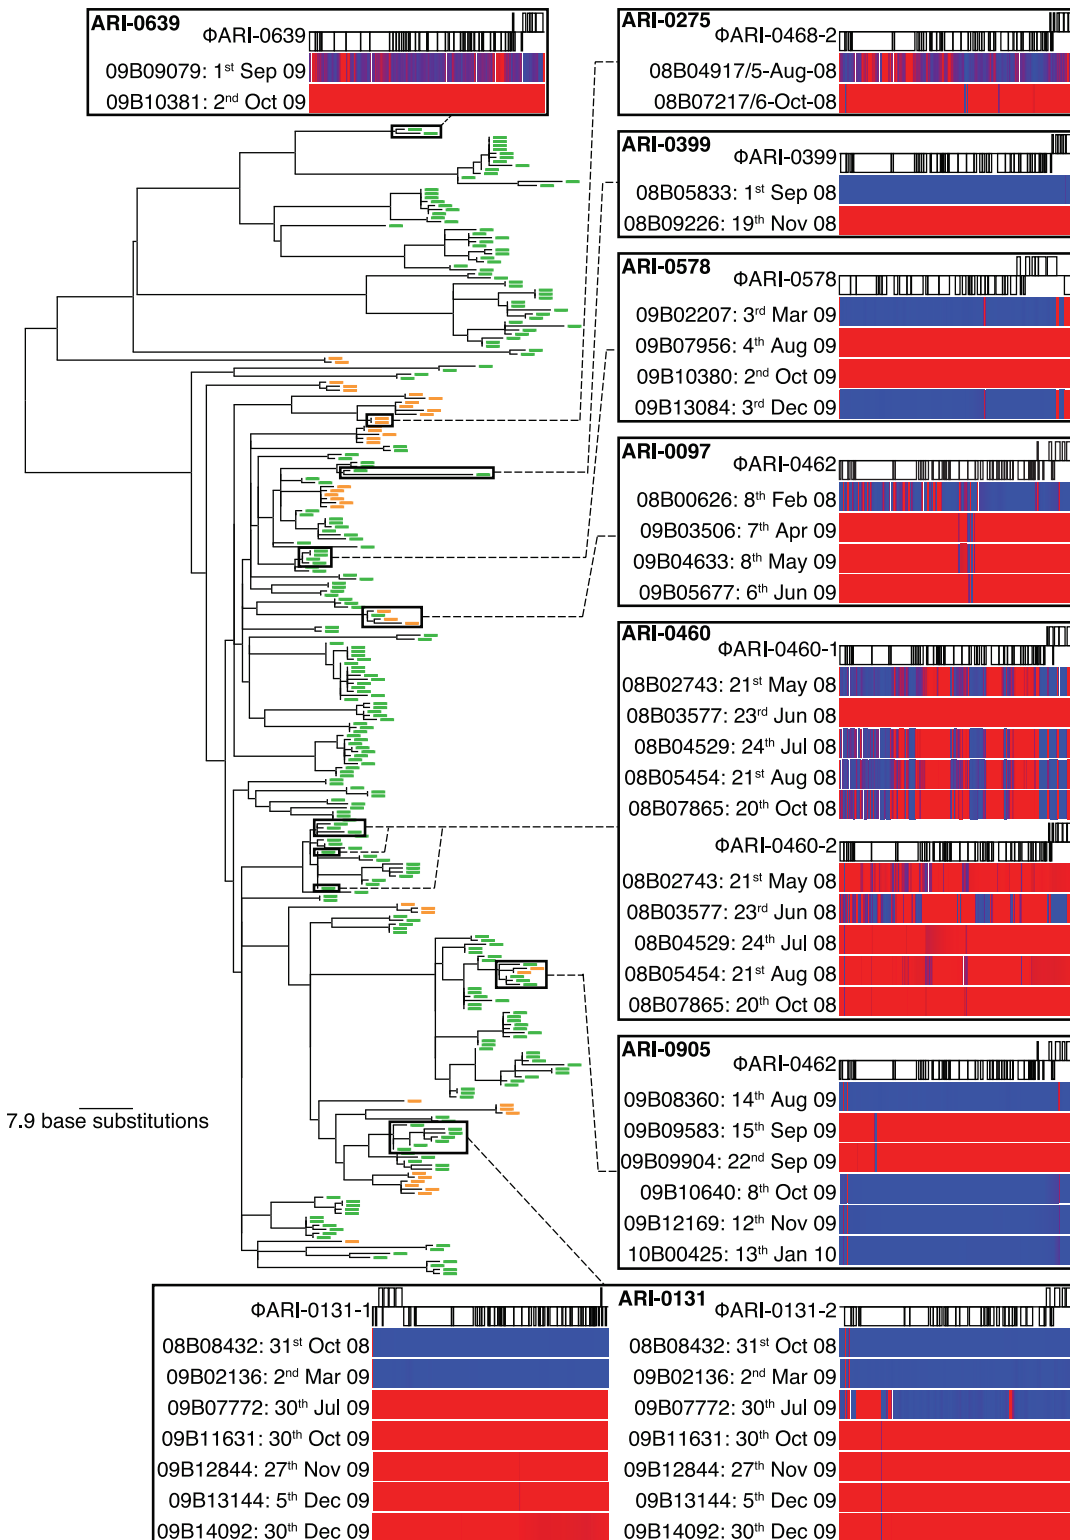 ARI-0639
ΦARI-0639
09B09079: 1st Sep 09
09B10381: 2nd Oct 09
ARI-0275
ΦARI-0468-2
08B04917/5-Aug-08
08B07217/6-Oct-08
ARI-0399
ΦARI-0399
08B05833: 1st Sep 08
08B09226: 19th Nov 08
ARI-0578
ΦARI-0578
09B02207: 3rd Mar 09
09B07956: 4th Aug 09
09B10380: 2nd Oct 09
09B13084: 3rd Dec 09
ARI-0097
ΦARI-0462
08B00626: 8th Feb 08
09B03506: 7th Apr 09
09B04633: 8th May 09
09B05677: 6th Jun 09
ARI-0460
ΦARI-0460-1
08B02743: 21st May 08
08B03577: 23rd Jun 08
08B04529: 24th Jul 08
08B05454: 21st Aug 08
08B07865: 20th Oct 08
ΦARI-0460-2
08B02743: 21st May 08
08B03577: 23rd Jun 08
08B04529: 24th Jul 08
08B05454: 21st Aug 08
08B07865: 20th Oct 08
ARI-0905
ΦARI-0462
09B08360: 14th Aug 09
09B09583: 15th Sep 09
09B09904: 22nd Sep 09
09B10640: 8th Oct 09
09B12169: 12th Nov 09
10B00425: 13th Jan 10
7.9 base substitutions
ΦARI-0131-1
08B08432: 31st Oct 08
09B02136: 2nd Mar 09
09B07772: 30th Jul 09
09B11631: 30th Oct 09
09B12844: 27th Nov 09
09B13144: 5th Dec 09
09B14092: 30th Dec 09
ARI-0131
ΦARI-0131-2
08B08432: 31st Oct 08
09B02136: 2nd Mar 09
09B07772: 30th Jul 09
09B11631: 30th Oct 09
09B12844: 27th Nov 09
09B13144: 5th Dec 09
09B14092: 30th Dec 09